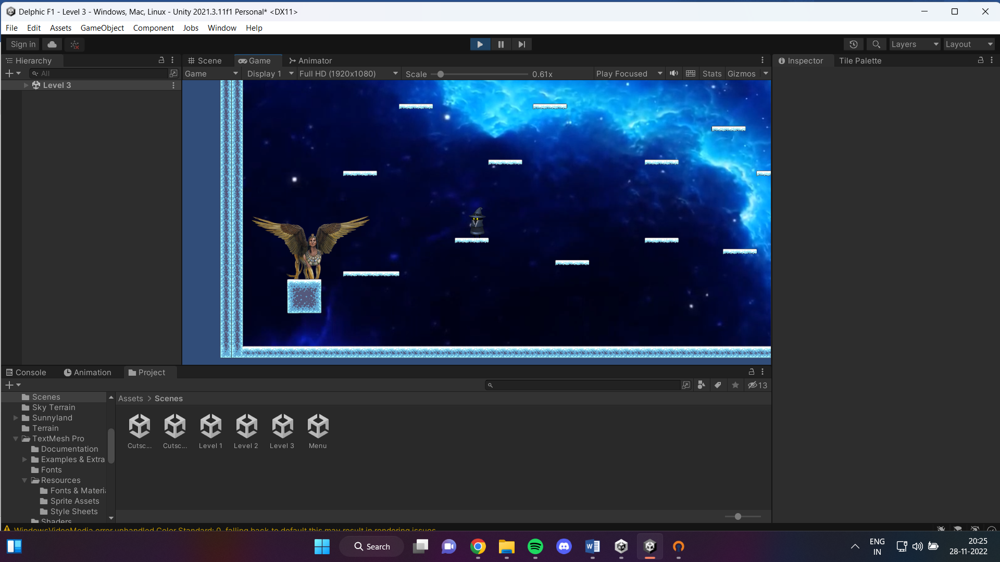 Delphic F1 - Level 3 - Windows, Mac, Linux - Unity 2021.3.11f1 Personal* <DX11>
File Edit Assets GameObject Component Jobs Window Help
Sign in
Layers
Layout
Hierarchy
Scene
Game
Animator
Inspector
Tile Palette
All
Game
Display 1
Full HD (1920x1080)
Scale
0.61x
Play Focused
Stats
Gizmos
Level 3
Console
Animation
Project
13
Scenes
Sky Terrain
Sunnyland
Terrain
TextMesh Pro
Documentation
Examples & Extra
Fonts
Resources
Fonts & Materi
Sprite Assets
Style Sheets
Shaders
Assets > Scenes
Cutsc...
Cutsc...
Level 1
Level 2
Level 3
Menu
WindowsVideoMedia error unhandled Color Standard: 0 falling back to default this may result in rendering issues
Search
ENG
IN
20:25
28-11-2022